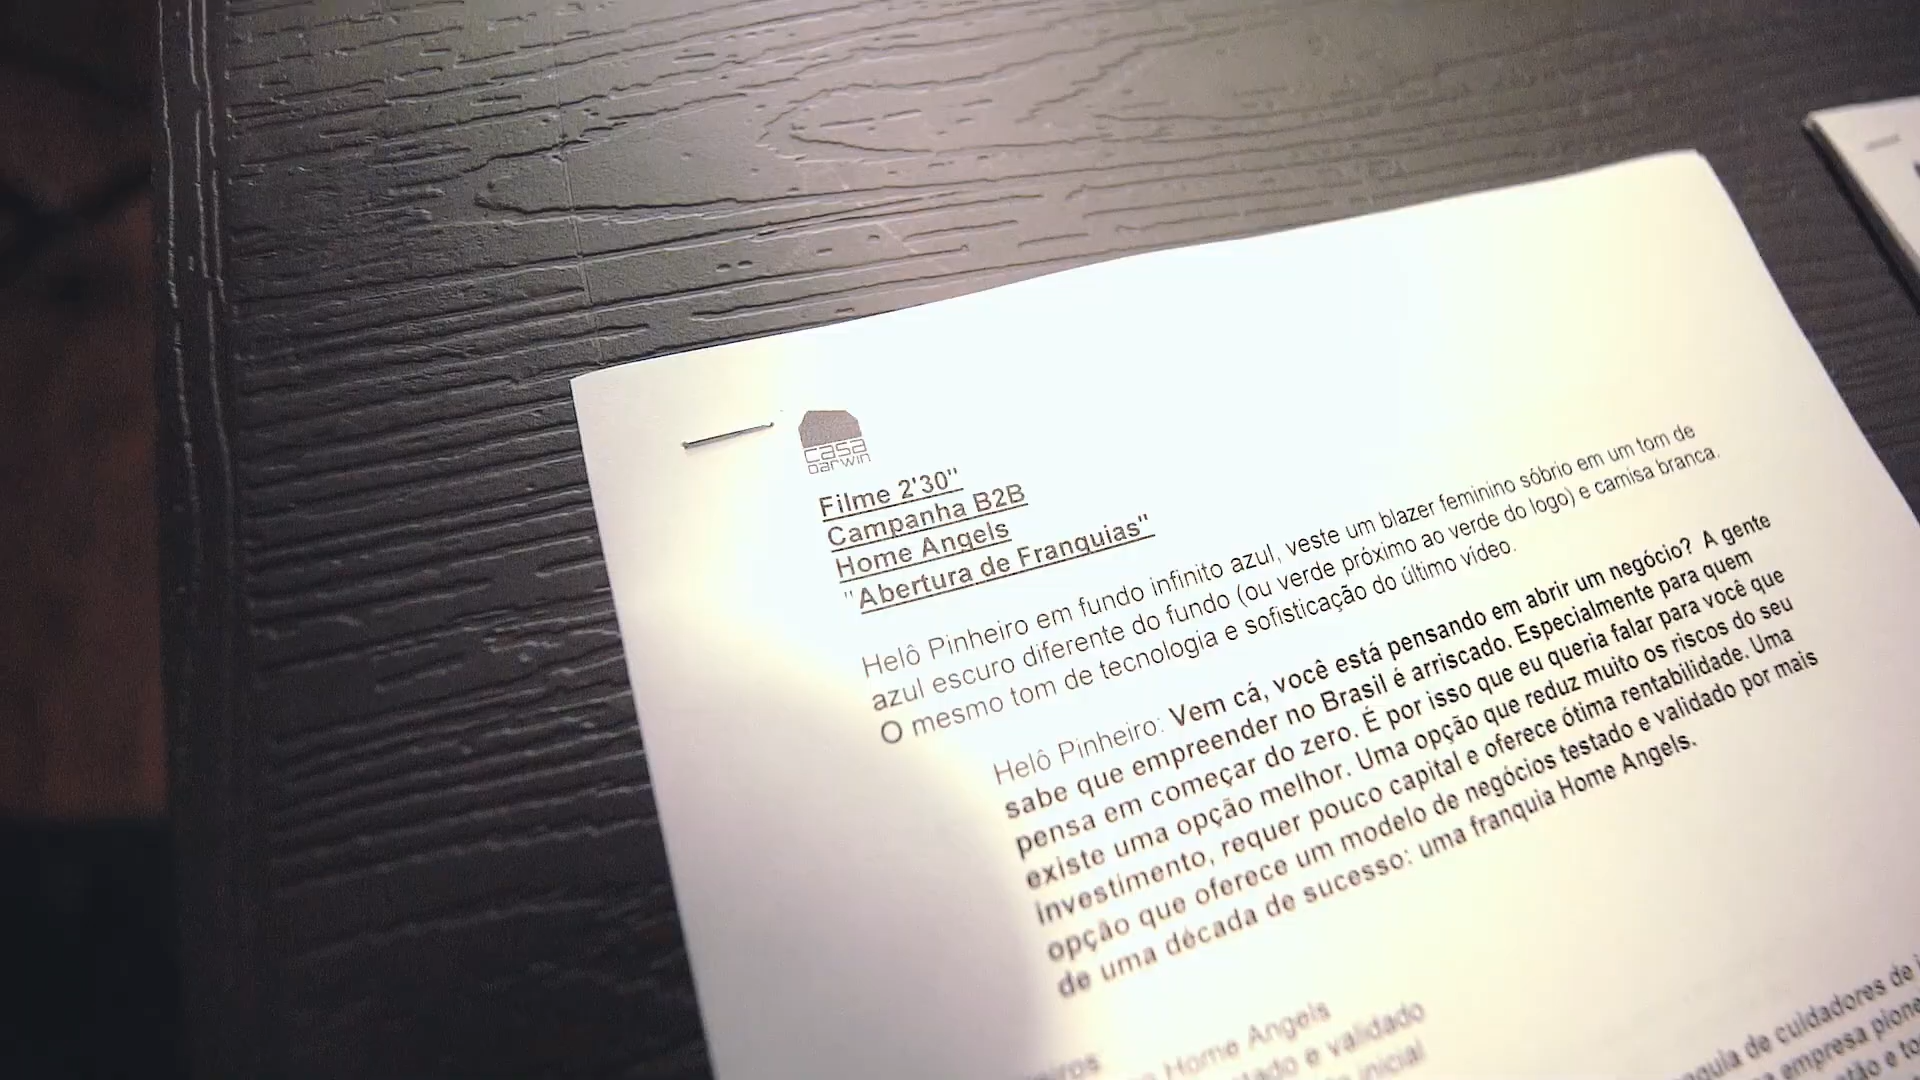 casa
DarWIN
Filme 2'30"
Campanha B2B
Home Angels
"Abertura de Franquias"
Helô Pinheiro em fundo infinito azul, veste um blazer feminino sóbrio em um tom de
azul escuro diferente do fundo (ou verde próximo ao verde do logo) e camisa branca.
O mesmo tom de tecnologia e sofisticação do último vídeo.
Helô Pinheiro: Vem cá, você está pensando em abrir um negócio? A gente
sabe que empreender no Brasil é arriscado. Especialmente para quem
pensa em começar do zero. É por isso que eu queria falar para você que
existe uma opção melhor. Uma opção que reduz muito os riscos do seu
investimento, requer pouco capital e oferece ótima rentabilidade. Uma
opção que oferece um modelo de negócios testado e validado por mais
de uma década de sucesso: uma franquia Home Angels.
Home Angels
e validado
inicial
de cuidadores de
empresa
e